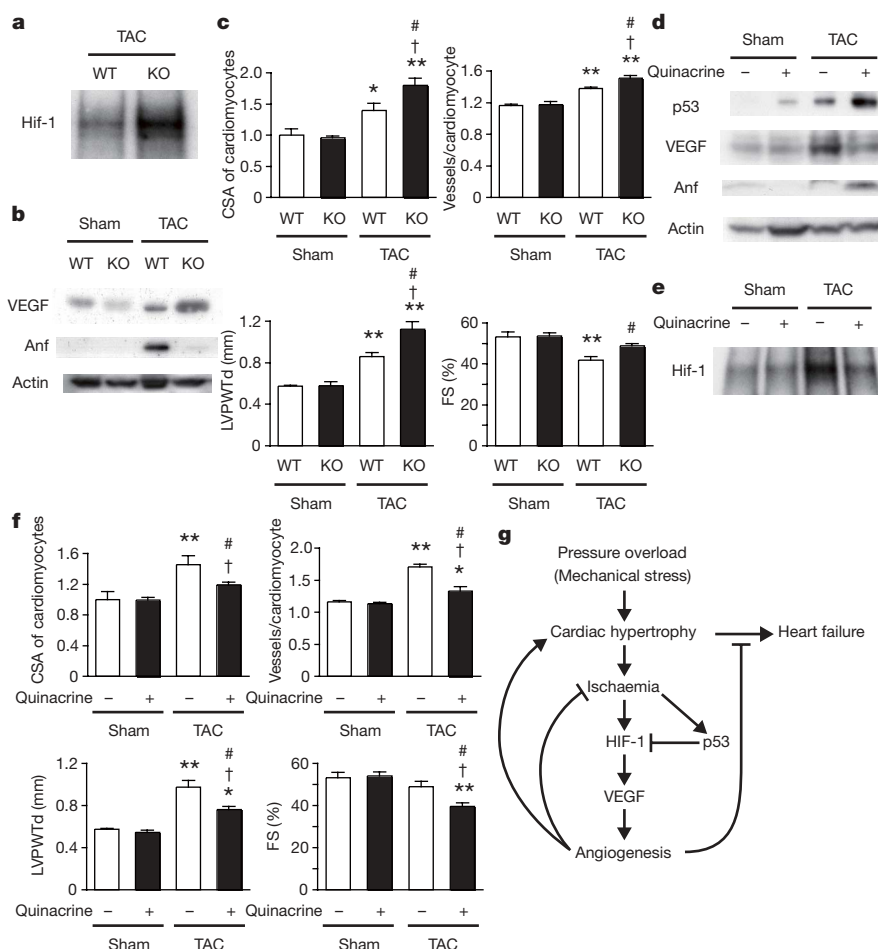 a
TAC
WT KO
Hif-1
b
Sham TAC
WT KO WT KO
VEGF
Anf
Actin
c
CSA of cardiomyocytes
2.0
1.5
1.0
0.5
0
*
#
†
**
WT KO WT KO
Sham TAC
Vessels/cardiomyocyte
1.6
1.2
0.8
0.4
0
**
#
†
**
WT KO WT KO
Sham TAC
LVPWTd (mm)
1.2
0.8
0.4
0
**
#
†
**
WT KO WT KO
Sham TAC
FS (%)
60
40
20
0
**
#
WT KO WT KO
Sham TAC
d
Sham TAC
Quinacrine – + – +
p53
VEGF
Anf
Actin
e
Sham TAC
Quinacrine – + – +
Hif-1
f
CSA of cardiomyocytes
1.6
1.2
0.8
0.4
0
**
#
†
Quinacrine – + – +
Sham TAC
Vessels/cardiomyocyte
2.0
1.5
1.0
0.5
0
**
#
†
*
Quinacrine – + – +
Sham TAC
LVPWTd (mm)
1.2
0.8
0.4
0
**
#
†
*
Quinacrine – + – +
Sham TAC
FS (%)
60
40
20
0
#
†
**
Quinacrine – + – +
Sham TAC
g
Pressure overload
(Mechanical stress)
Cardiac hypertrophy Heart failure
Ischaemia
HIF-1 p53
VEGF
Angiogenesis